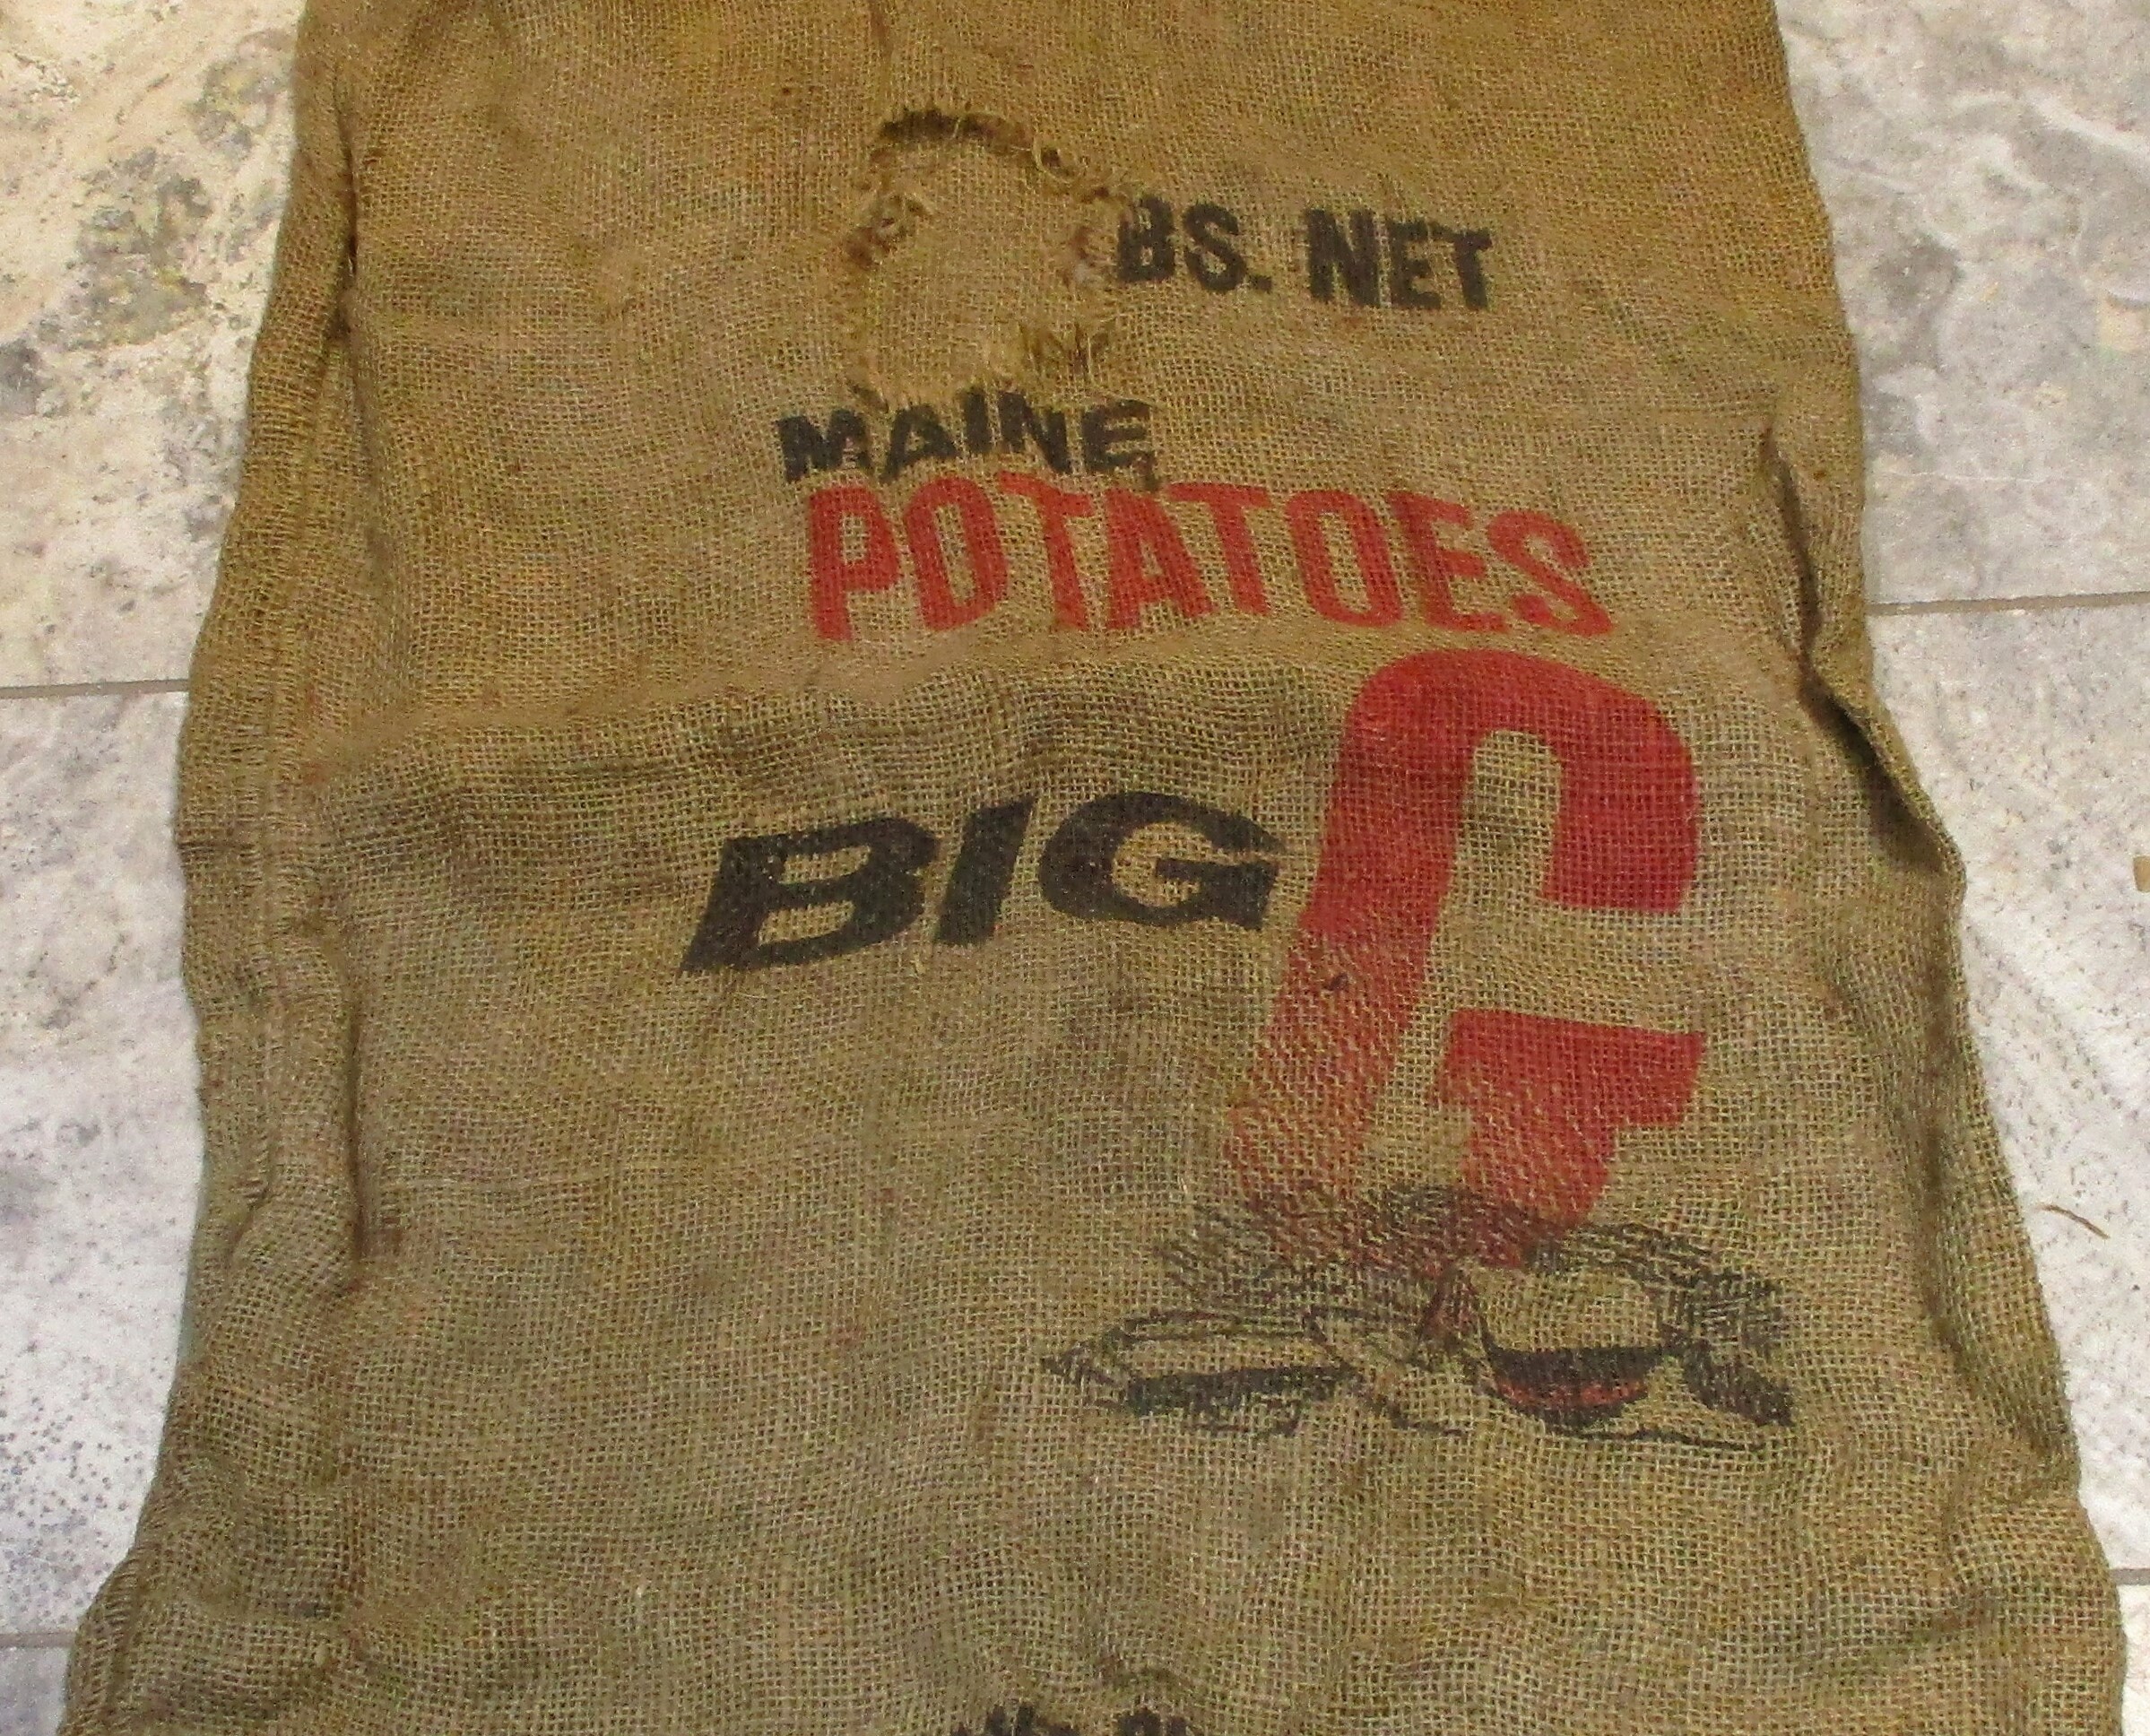 BS. NET
MAINE
POTATOES
BIG G